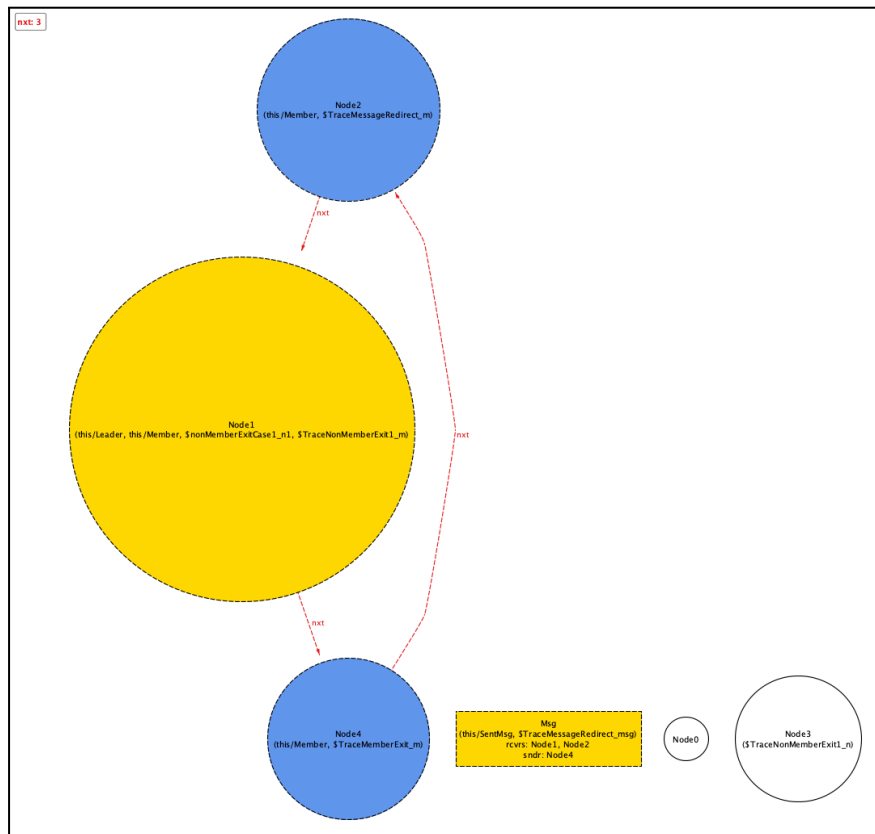 nxt: 3
Node2
(this/Member, $TraceMessageRedirect_m)
nxt
Node1
(this/Leader, this/Member, $nonMemberExitCase1_n1, $TraceNonMemberExit1_m)
nxt
nxt
Node4
(this/Member, $TraceMemberExit_m)
Msg
(this/SentMsg, $TraceMessageRedirect_msg)
rcvrs: Node1, Node2
sndr: Node4
Node0
Node3
($TraceNonMemberExit1_n)